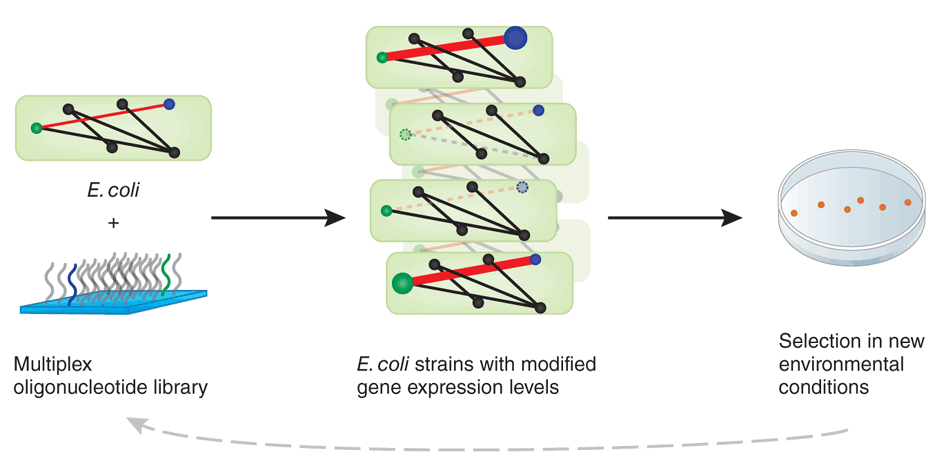 E. coli
+
Multiplex
oligonucleotide library
E. coli strains with modified
gene expression levels
Selection in new
environmental
conditions